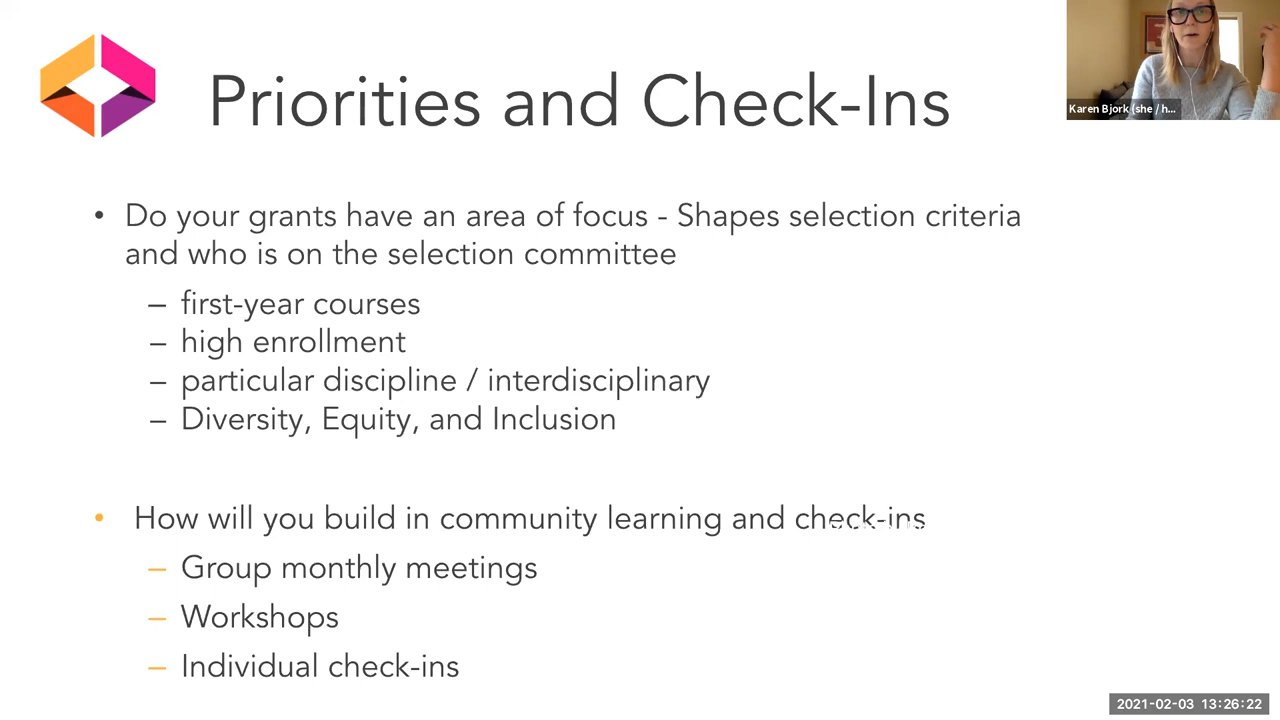 Priorities and Check-Ins
Karen Bjork (she / h...
• Do your grants have an area of focus - Shapes selection criteria
and who is on the selection committee
– first-year courses
– high enrollment
– particular discipline / interdisciplinary
– Diversity, Equity, and Inclusion
• How will you build in community learning and check-ins
– Group monthly meetings
– Workshops
– Individual check-ins
2021-02-03 13:26:22